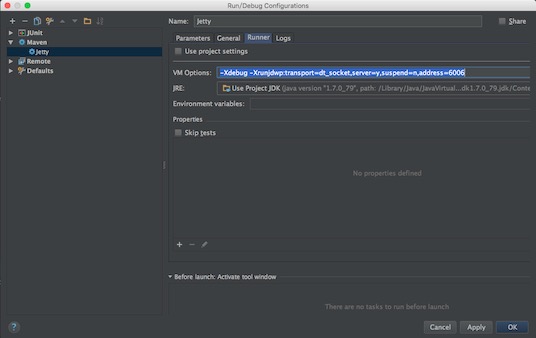 Run/Debug Configurations
Name: Jetty Share
JUnit
Maven
Jetty
Remote
Defaults
Parameters General Runner Logs
Use project settings
VM Options: -Xdebug -Xrunjdwp:transport=dt_socket,server=y,suspend=n,address=6006
JRE: Use Project JDK (java version "1.7.0_79", path: /Library/Java/JavaVirtual...dk1.7.0_79.jdk/Conte
Environment variables:
Properties
Skip tests
No properties defined
Before launch: Activate tool window
There are no tasks to run before launch
? Cancel Apply OK